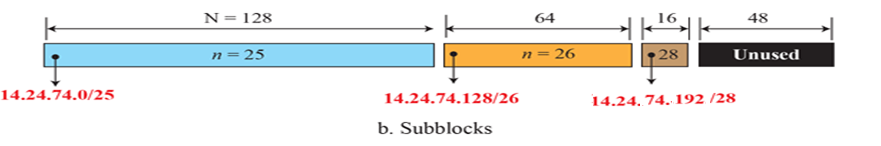 N = 128 64 16 48
n = 25 n = 26 28 Unused
14.24.74.0/25 14.24.74.128/26 14.24. 74. 192 /28
b. Subblocks